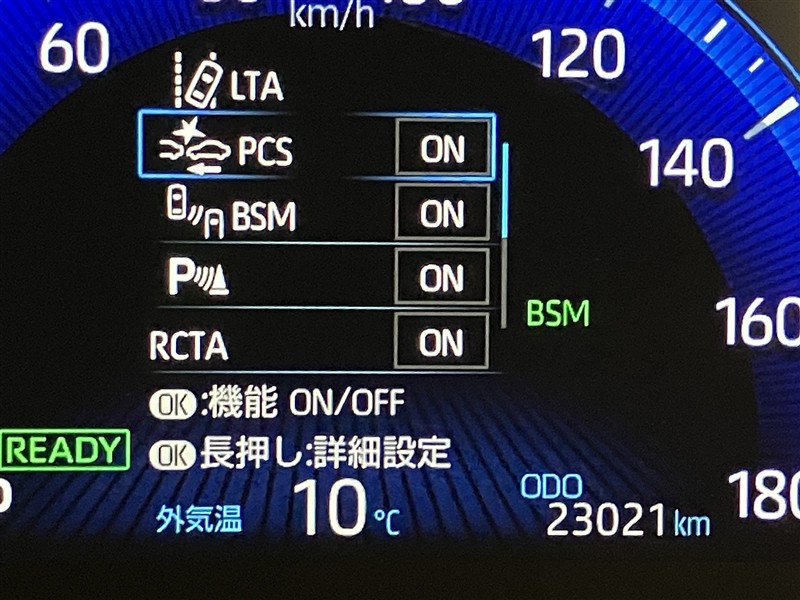 km/h
60
120
LTA
PCS ON
140
BSM ON
P ON
BSM
160
RCTA ON
OK:機能 ON/OFF
READY
OK長押し:詳細設定
外気温 10℃
ODO
23021km
180